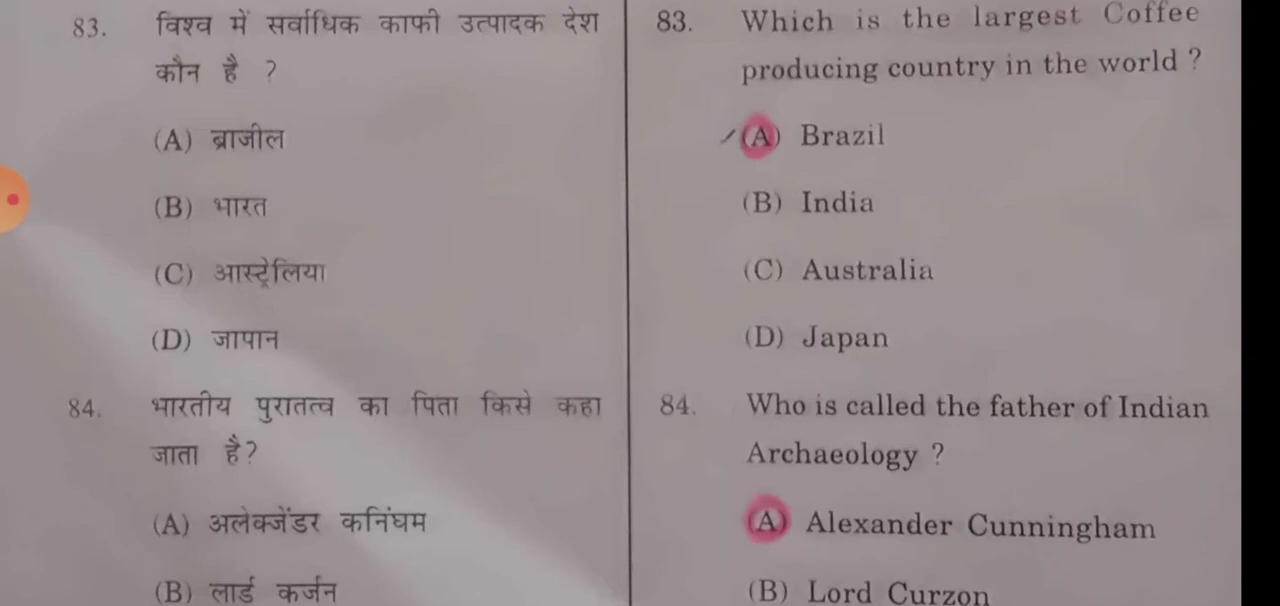 83. विश्व में सर्वाधिक काफी उत्पादक देश
कौन है ?
(A) ब्राजील
(B) भारत
(C) आस्ट्रेलिया
(D) जापान
84. भारतीय पुरातत्व का पिता किसे कहा
जाता है?
(A) अलेक्जेंडर कनिंघम
(B) लार्ड कर्जन
83. Which is the largest Coffee
producing country in the world ?
(A) Brazil
(B) India
(C) Australia
(D) Japan
84. Who is called the father of Indian
Archaeology ?
(A) Alexander Cunningham
(B) Lord Curzon